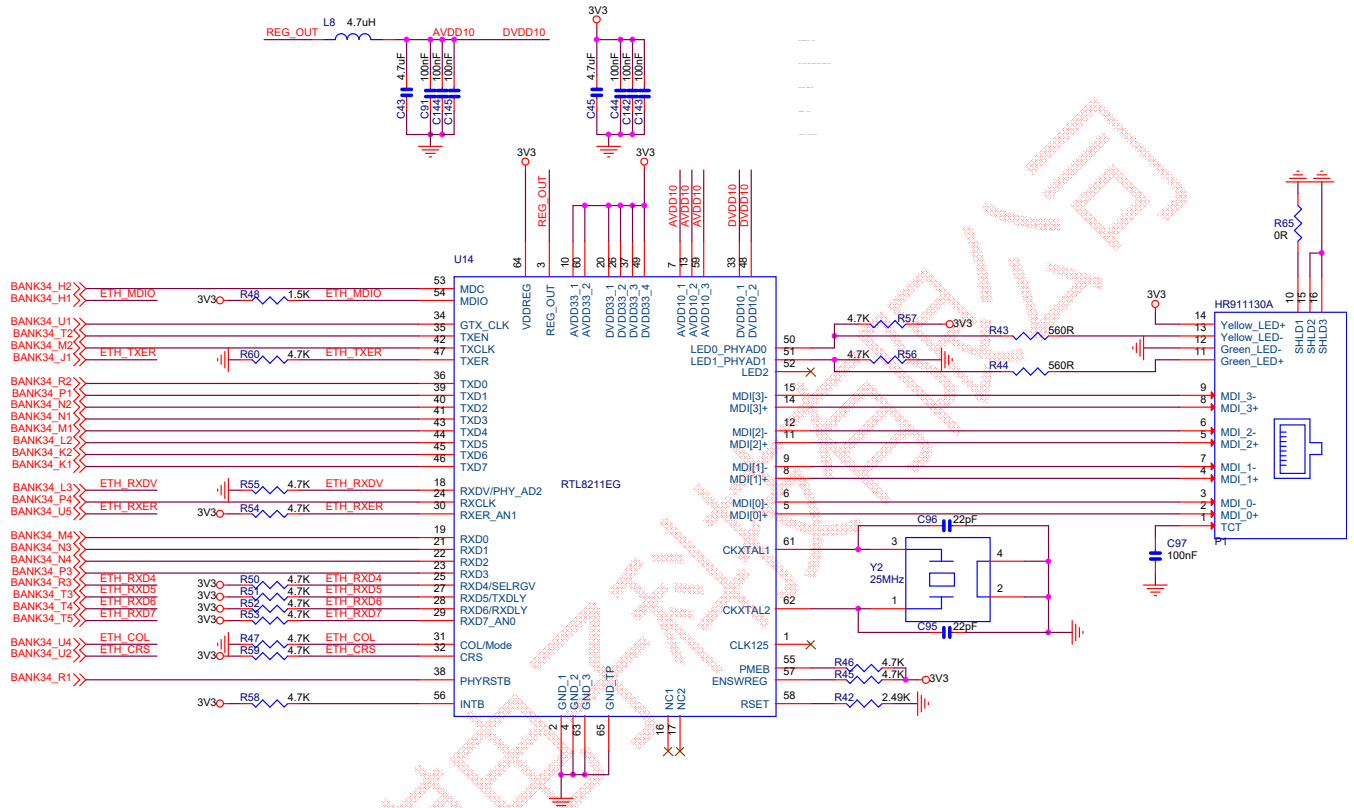 L8 4.7uH
REG_OUT AVDD10 DVDD10
4.7uF 100nF 100nF 100nF
C43 C91 C144 C145
3V3
4.7uF 100nF 100nF 100nF
C45 C44 C142 C143
3V3 3V3
REG_OUT AVDD10 AVDD10 AVDD10 DVDD10 DVDD10
U14
64 3 10 60 20 26 37 49 7 13 59 33 48
VDDREG REG_OUT AVDD33_1 AVDD33_2 DVDD33_1 DVDD33_2 DVDD33_3 DVDD33_4 AVDD10_1 AVDD10_2 AVDD10_3 DVDD10_1 DVDD10_2
BANK34_H2 53 MDC
BANK34_H1 ETH_MDIO 3V3 R48 1.5K ETH_MDIO 54 MDIO
BANK34_U1 34 GTX_CLK
BANK34_T2 35 TXEN
BANK34_M2 42 TXCLK
BANK34_J1 ETH_TXER R60 4.7K ETH_TXER 47 TXER
BANK34_R2 36 TXD0
BANK34_P1 39 TXD1
BANK34_N2 40 TXD2
BANK34_N1 41 TXD3
BANK34_M1 43 TXD4
BANK34_L2 44 TXD5
BANK34_K2 45 TXD6
BANK34_K1 46 TXD7
BANK34_L3 ETH_RXDV R55 4.7K ETH_RXDV 18 RXDV/PHY_AD2
BANK34_P4 24 RXCLK
BANK34_U5 ETH_RXER 3V3 R54 4.7K ETH_RXER 30 RXER_AN1
BANK34_M4 19 RXD0
BANK34_N3 21 RXD1
BANK34_N4 22 RXD2
BANK34_P3 23 RXD3
BANK34_R3 ETH_RXD4 3V3 R50 4.7K ETH_RXD4 25 RXD4/SELRGV
BANK34_T3 ETH_RXD5 3V3 R51 4.7K ETH_RXD5 27 RXD5/TXDLY
BANK34_T4 ETH_RXD6 3V3 R52 4.7K ETH_RXD6 28 RXD6/RXDLY
BANK34_T5 ETH_RXD7 3V3 R53 4.7K ETH_RXD7 29 RXD7_AN0
BANK34_U4 ETH_COL R47 4.7K ETH_COL 31 COL/Mode
BANK34_U2 ETH_CRS 3V3 R59 4.7K ETH_CRS 32 CRS
BANK34_R1 38 PHYRSTB
3V3 R58 4.7K 56 INTB
RTL8211EG
GND_1 GND_2 GND_3 GND_TP NC1 NC2
2 4 63 65 16 17
LED0_PHYAD0 50 4.7K R57 3V3
LED1_PHYAD1 51 4.7K R56
LED2 52
R43 560R
R44 560R
MDI[3]- 15
MDI[3]+ 14
MDI[2]- 12
MDI[2]+ 11
MDI[1]- 9
MDI[1]+ 8
MDI[0]- 6
MDI[0]+ 5
CKXTAL1 61
CKXTAL2 62
C96 22pF
3 4
Y2
25MHz
1 2
C95 22pF
CLK125 1
PMEB 55 R46 4.7K
ENSWREG 57 R45 4.7K 3V3
RSET 58 R42 2.49K
R65
0R
10 15 16
HR911130A
SHLD1 SHLD2 SHLD3
3V3
14 Yellow_LED+
13 Yellow_LED-
12 Green_LED-
11 Green_LED+
9 MDI_3-
8 MDI_3+
6 MDI_2-
5 MDI_2+
7 MDI_1-
4 MDI_1+
3 MDI_0-
2 MDI_0+
1 TCT
P1
C97
100nF